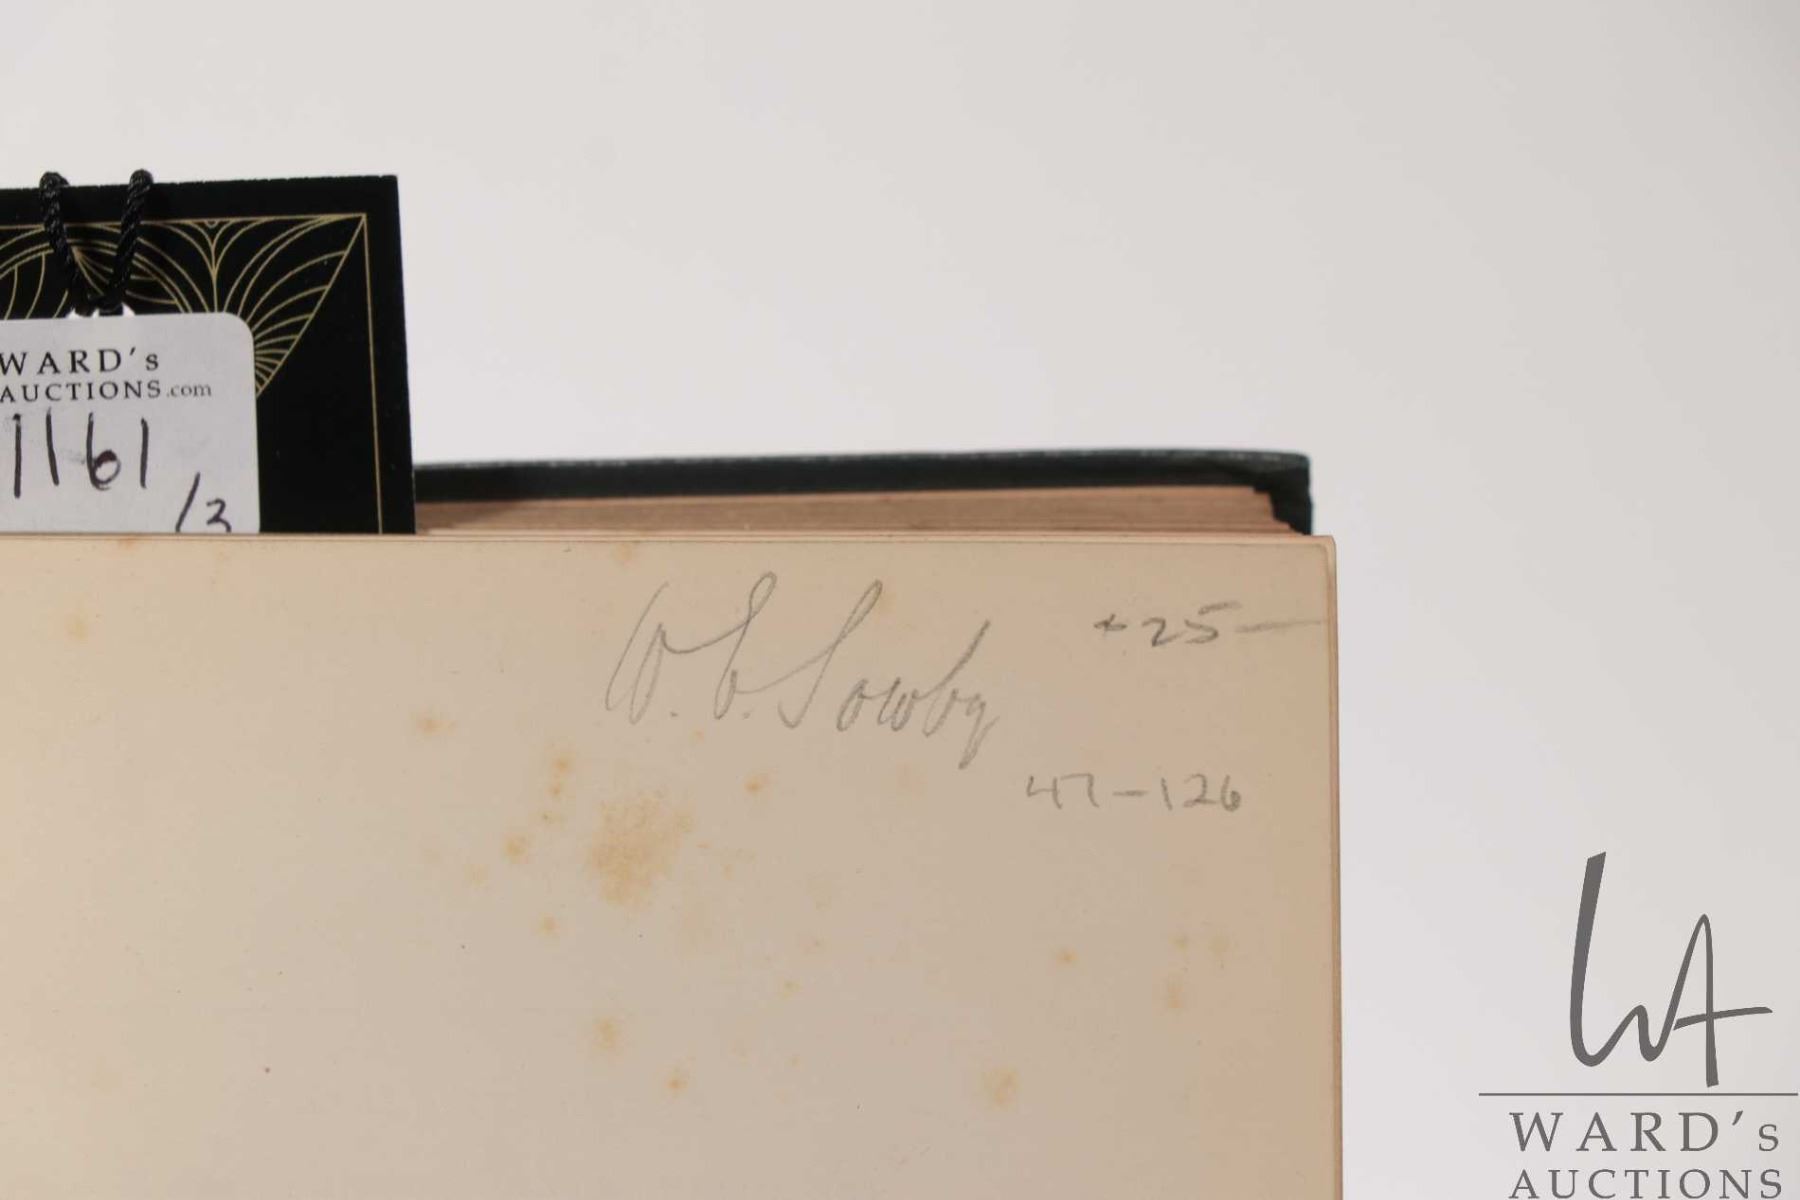 WARD's
AUCTIONS.com
1161
/3
W. E. Sowby
25—
47-126
WARD's
AUCTIONS